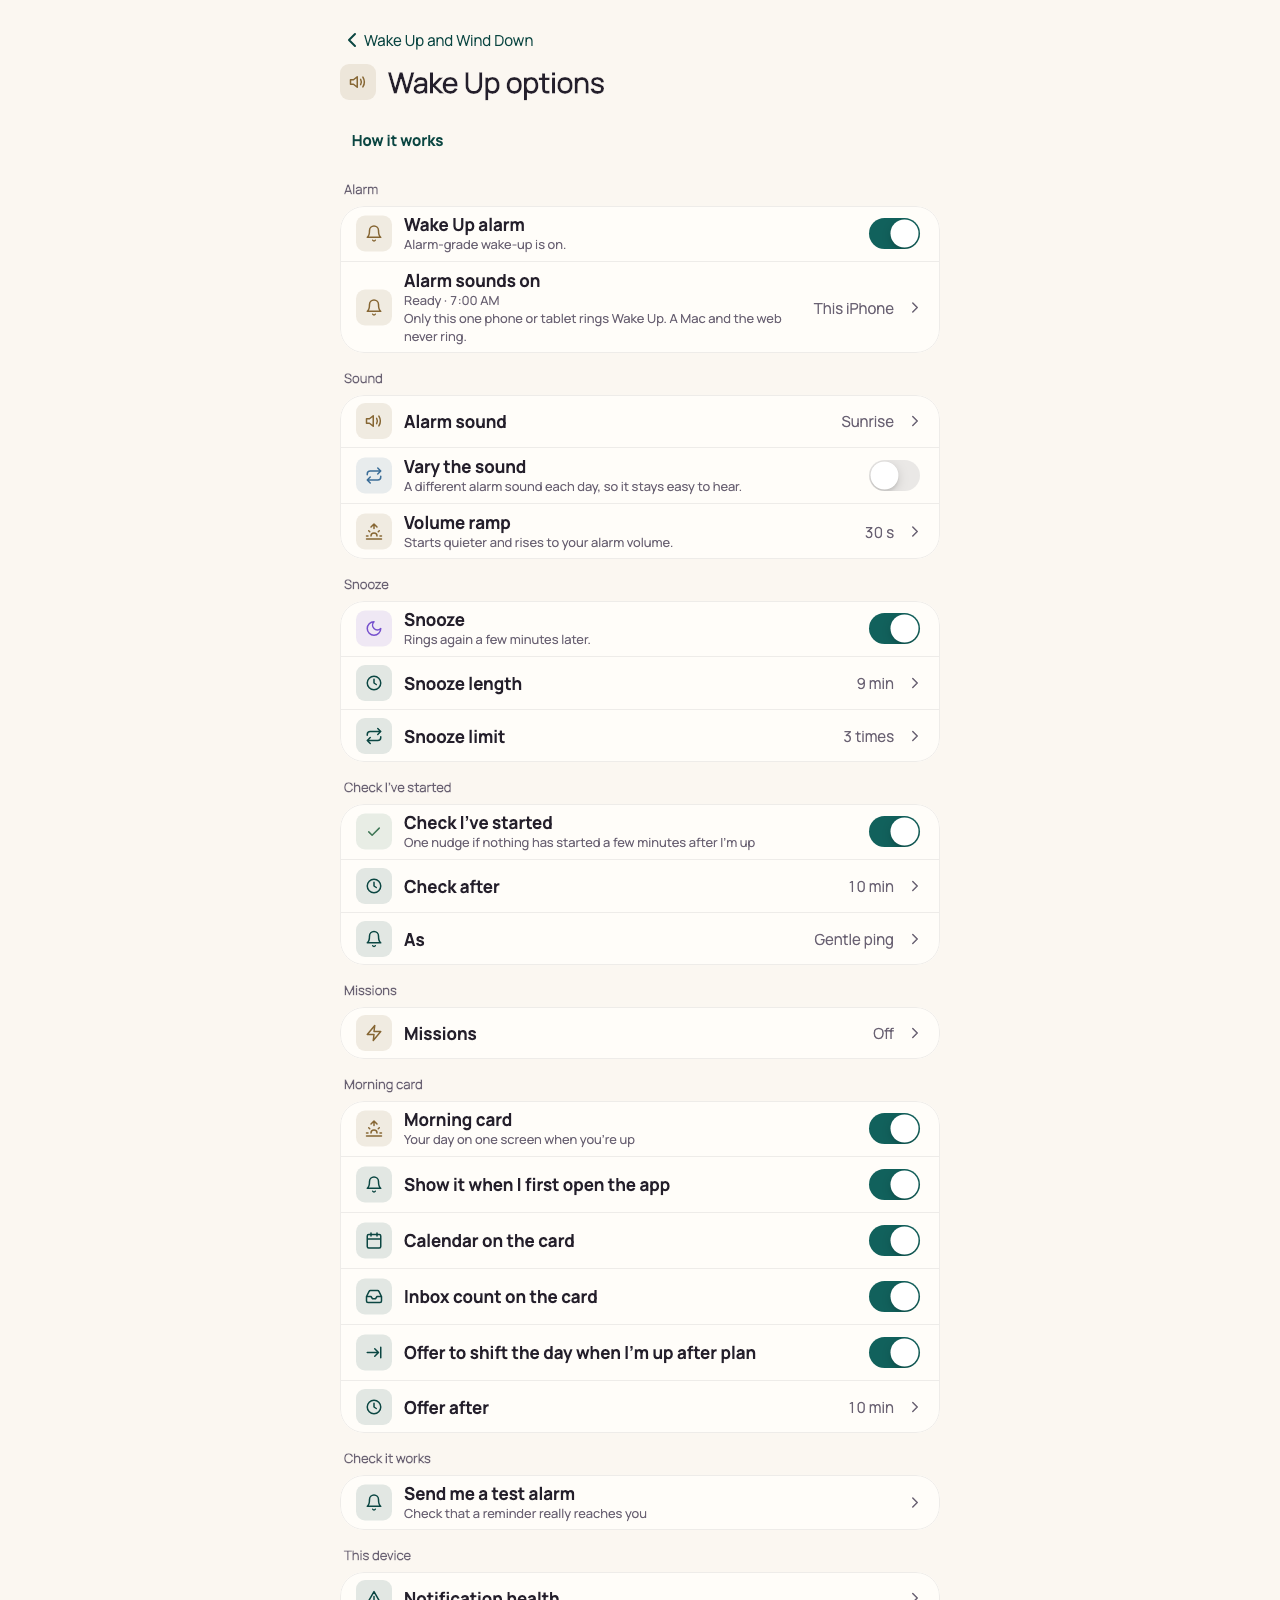 Wake Up and Wind Down
Wake Up options
How it works
Alarm
Wake Up alarm
Alarm-grade wake-up is on.
Alarm sounds on
Ready · 7:00 AM
Only this one phone or tablet rings Wake Up. A Mac and the web
never ring.
This iPhone
Sound
Alarm sound
Sunrise
Vary the sound
A different alarm sound each day, so it stays easy to hear.
Volume ramp
Starts quieter and rises to your alarm volume.
30 s
Snooze
Snooze
Rings again a few minutes later.
Snooze length
9 min
Snooze limit
3 times
Check I've started
Check I've started
One nudge if nothing has started a few minutes after I'm up
Check after
10 min
As
Gentle ping
Missions
Missions
Off
Morning card
Morning card
Your day on one screen when you're up
Show it when I first open the app
Calendar on the card
Inbox count on the card
Offer to shift the day when I'm up after plan
Offer after
10 min
Check it works
Send me a test alarm
Check that a reminder really reaches you
This device
Notification health